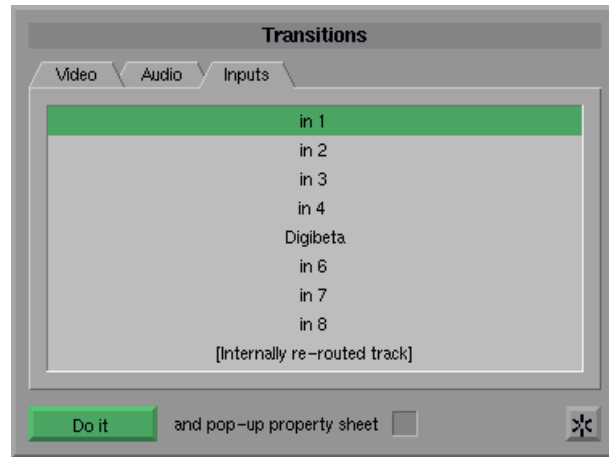 Transitions
Video Audio Inputs
in 1
in 2
in 3
in 4
Digibeta
in 6
in 7
in 8
[Internally re-routed track]
Do it and pop-up property sheet